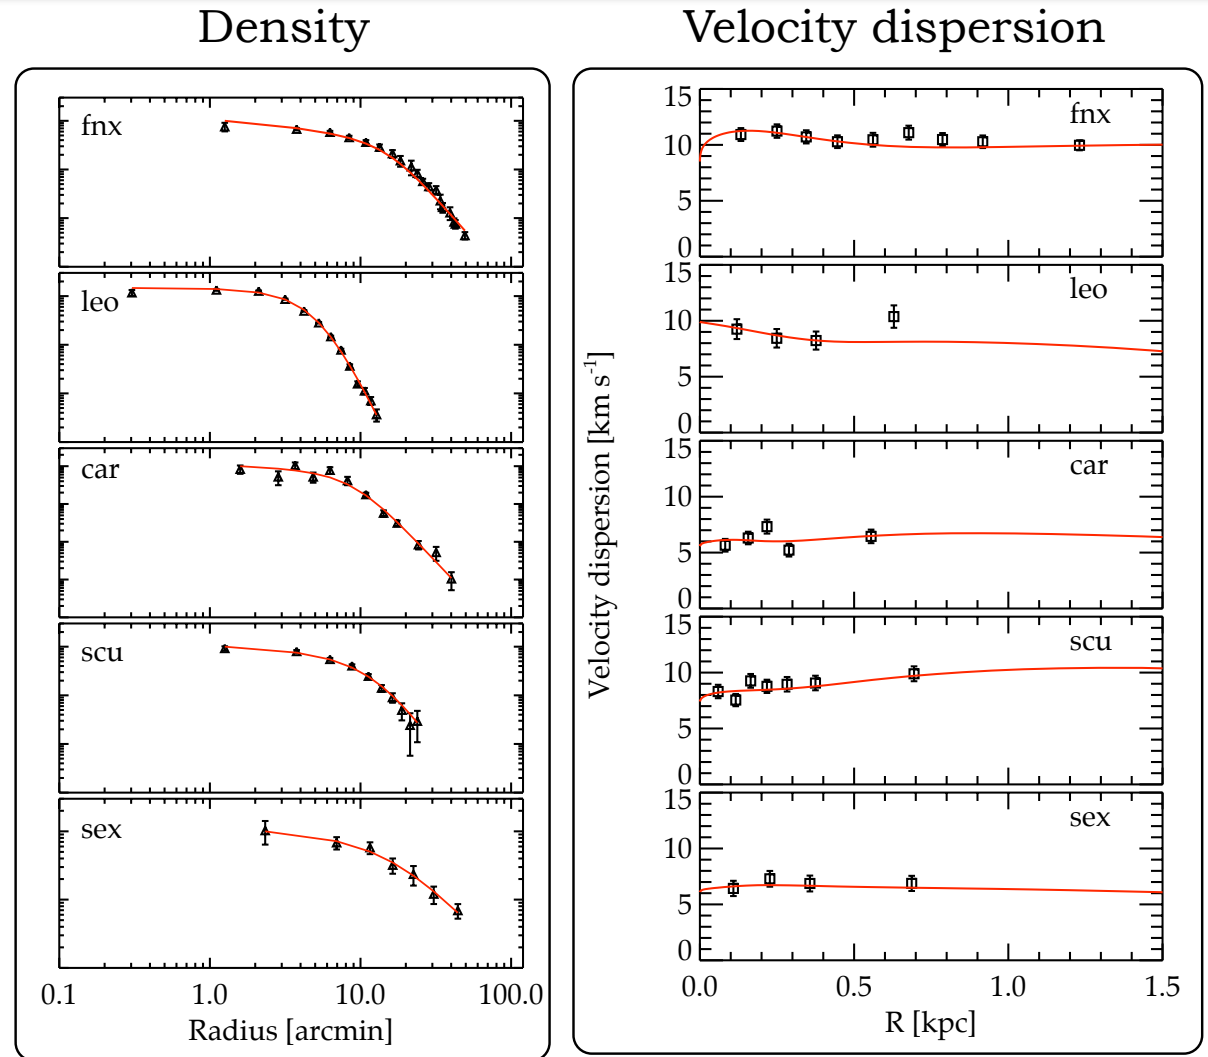 Density
Velocity dispersion
fnx
leo
car
scu
sex
0.1 1.0 10.0 100.0
Radius [arcmin]
Velocity dispersion [km s⁻¹]
15
10
5
0
fnx
15
10
5
0
leo
15
10
5
0
car
15
10
5
0
scu
15
10
5
0
sex
0.0 0.5 1.0 1.5
R [kpc]